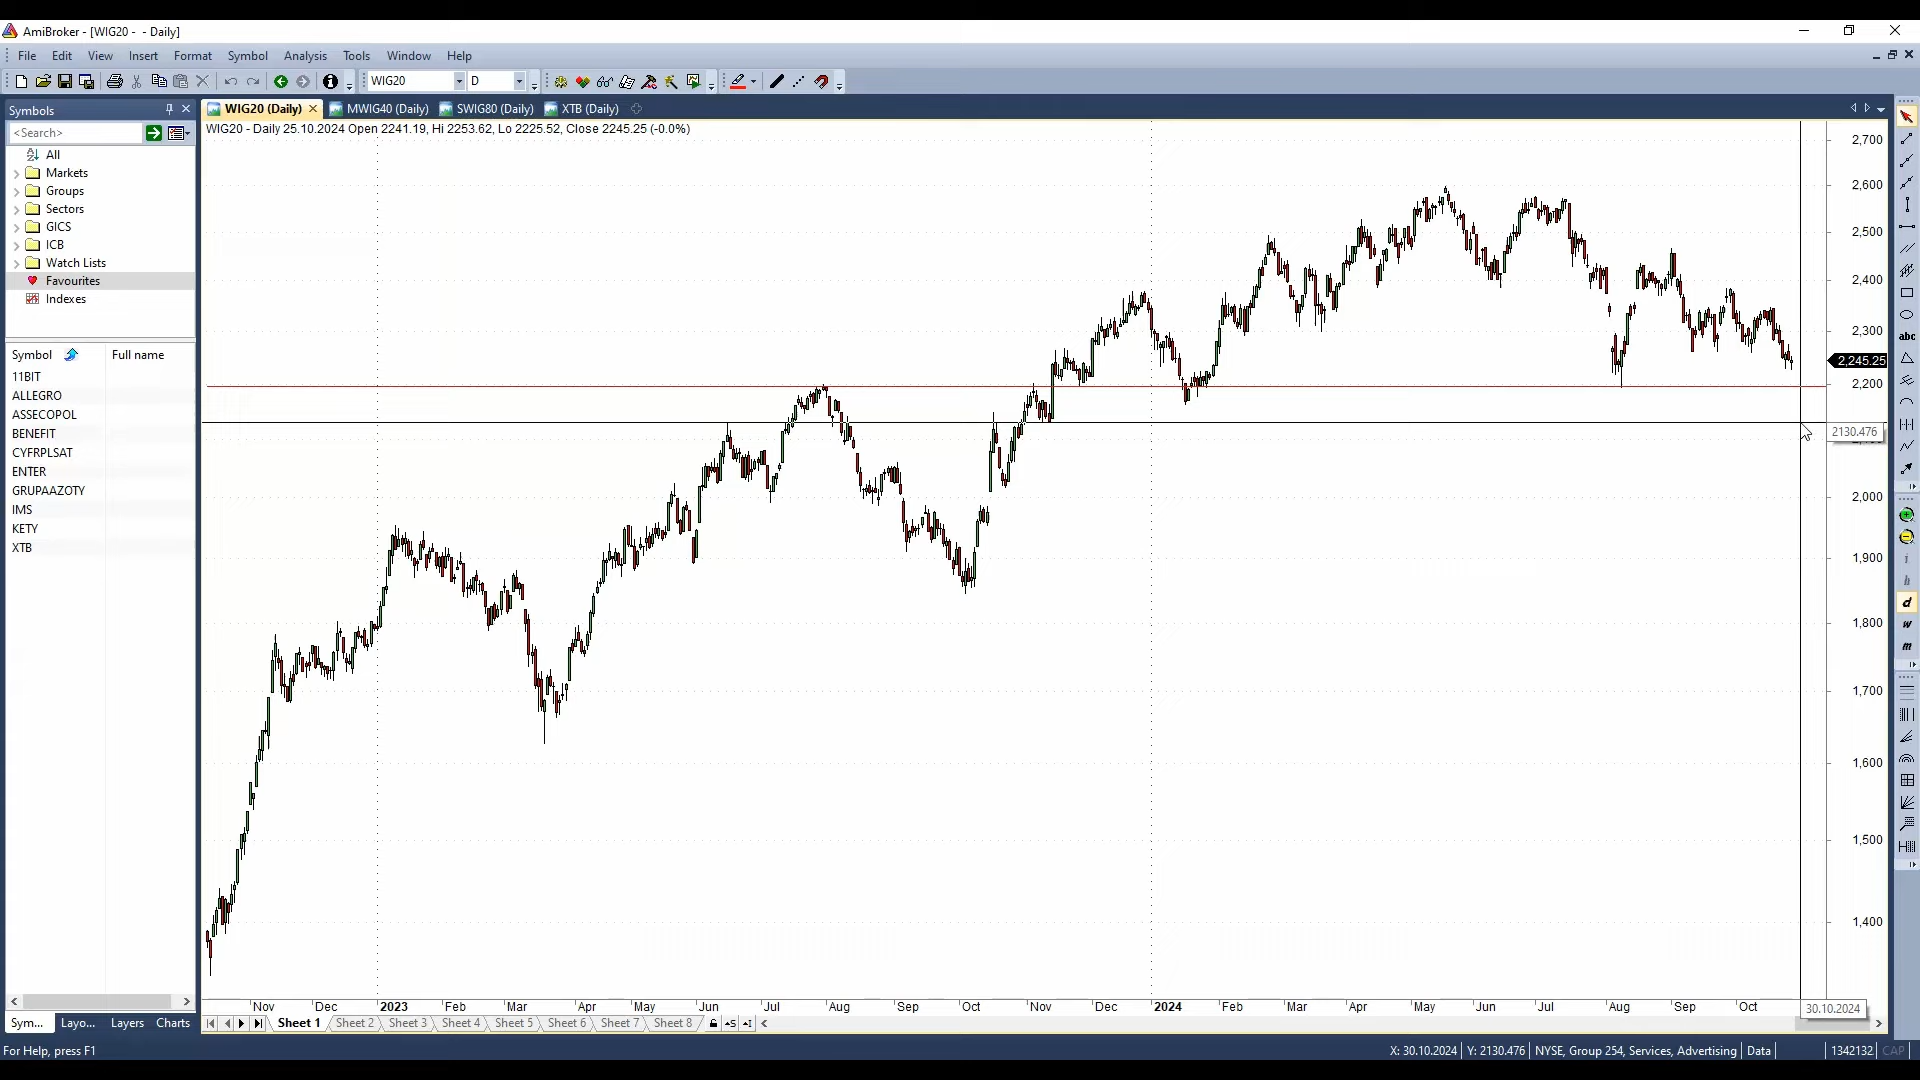 AmiBroker - [WIG20 - - Daily]
File Edit View Insert Format Symbol Analysis Tools Window Help
WIG20 D
Symbols
<Search>
All
Markets
Groups
Sectors
GICS
ICB
Watch Lists
Favourites
Indexes
Symbol Full name
11BIT
ALLEGRO
ASSECOPOL
BENEFIT
CYFRPLSAT
ENTER
GRUPAAZOTY
IMS
KETY
XTB
Sym... Layo... Layers Charts
WIG20 (Daily) MWIG40 (Daily) SWIG80 (Daily) XTB (Daily)
WIG20 - Daily 25.10.2024 Open 2241.19, Hi 2253.62, Lo 2225.52, Close 2245.25 (-0.0%)
2,700
2,600
2,500
2,400
2,300
2,245.25
2,200
2130.476
2,000
1,900
1,800
1,700
1,600
1,500
1,400
Nov Dec 2023 Feb Mar Apr May Jun Jul Aug Sep Oct Nov Dec 2024 Feb Mar Apr May Jun Jul Aug Sep Oct 30.10.2024
Sheet 1 Sheet 2 Sheet 3 Sheet 4 Sheet 5 Sheet 6 Sheet 7 Sheet 8
abc
d
w
m
For Help, press F1
X: 30.10.2024 Y: 2130.476 NYSE, Group 254, Services, Advertising Data 1342132 CAP